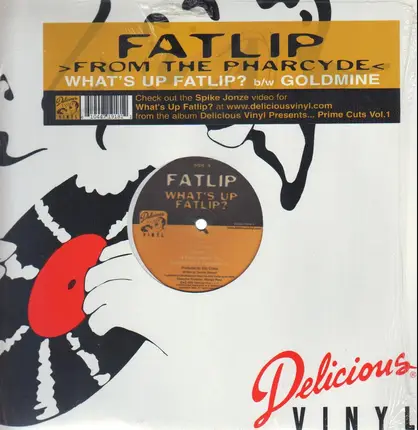 FATLIP
>FROM THE PHARCYDE<
WHAT'S UP FATLIP? b/w GOLDMINE
Delicious
VINYL
Check out the Spike Jonze video for
What's Up Fatlip? at www.deliciousvinyl.com
from the album Delicious Vinyl Presents... Prime Cuts Vol.1
FATLIP
WHAT'S UP
FATLIP?
Delicious
VINYL
Delicious®
VINYL